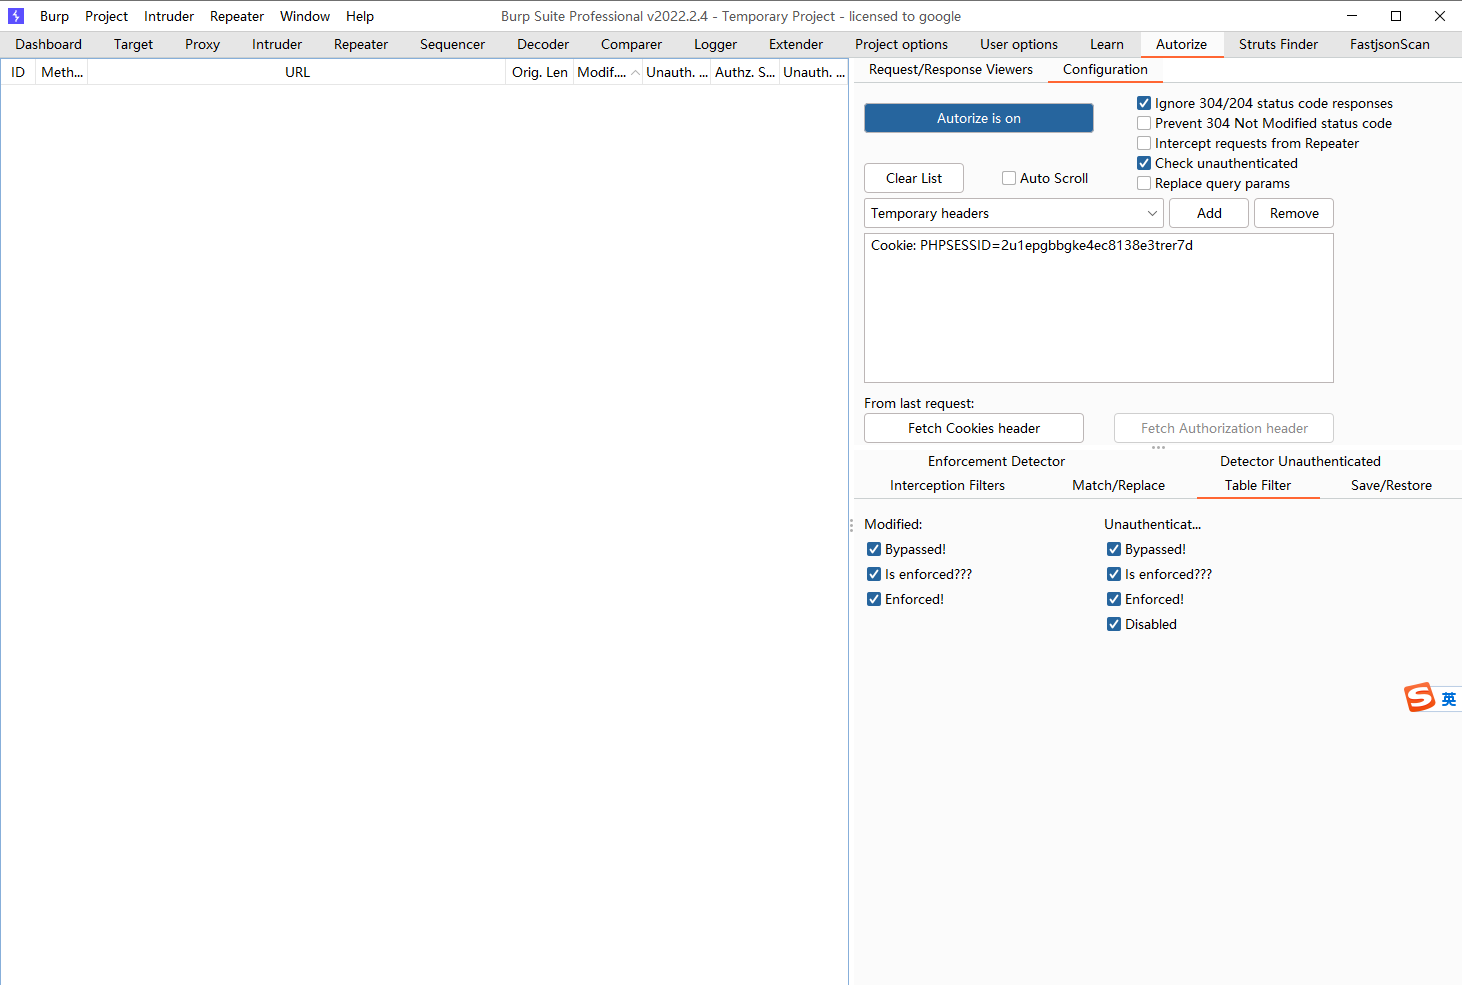 Burp Project Intruder Repeater Window Help Burp Suite Professional v2022.2.4 - Temporary Project - licensed to google
Dashboard Target Proxy Intruder Repeater Sequencer Decoder Comparer Logger Extender Project options User options Learn Autorize Struts Finder FastjsonScan
ID Meth... URL Orig. Len Modif.... Unauth. ... Authz. S... Unauth. ...
Request/Response Viewers Configuration
Autorize is on
Ignore 304/204 status code responses
Prevent 304 Not Modified status code
Intercept requests from Repeater
Check unauthenticated
Replace query params
Clear List Auto Scroll
Temporary headers Add Remove
Cookie: PHPSESSID=2u1epgbbgke4ec8138e3trer7d
From last request:
Fetch Cookies header Fetch Authorization header
Enforcement Detector Detector Unauthenticated
Interception Filters Match/Replace Table Filter Save/Restore
Modified: Unauthenticat...
Bypassed! Bypassed!
Is enforced??? Is enforced???
Enforced! Enforced!
Disabled
S 英